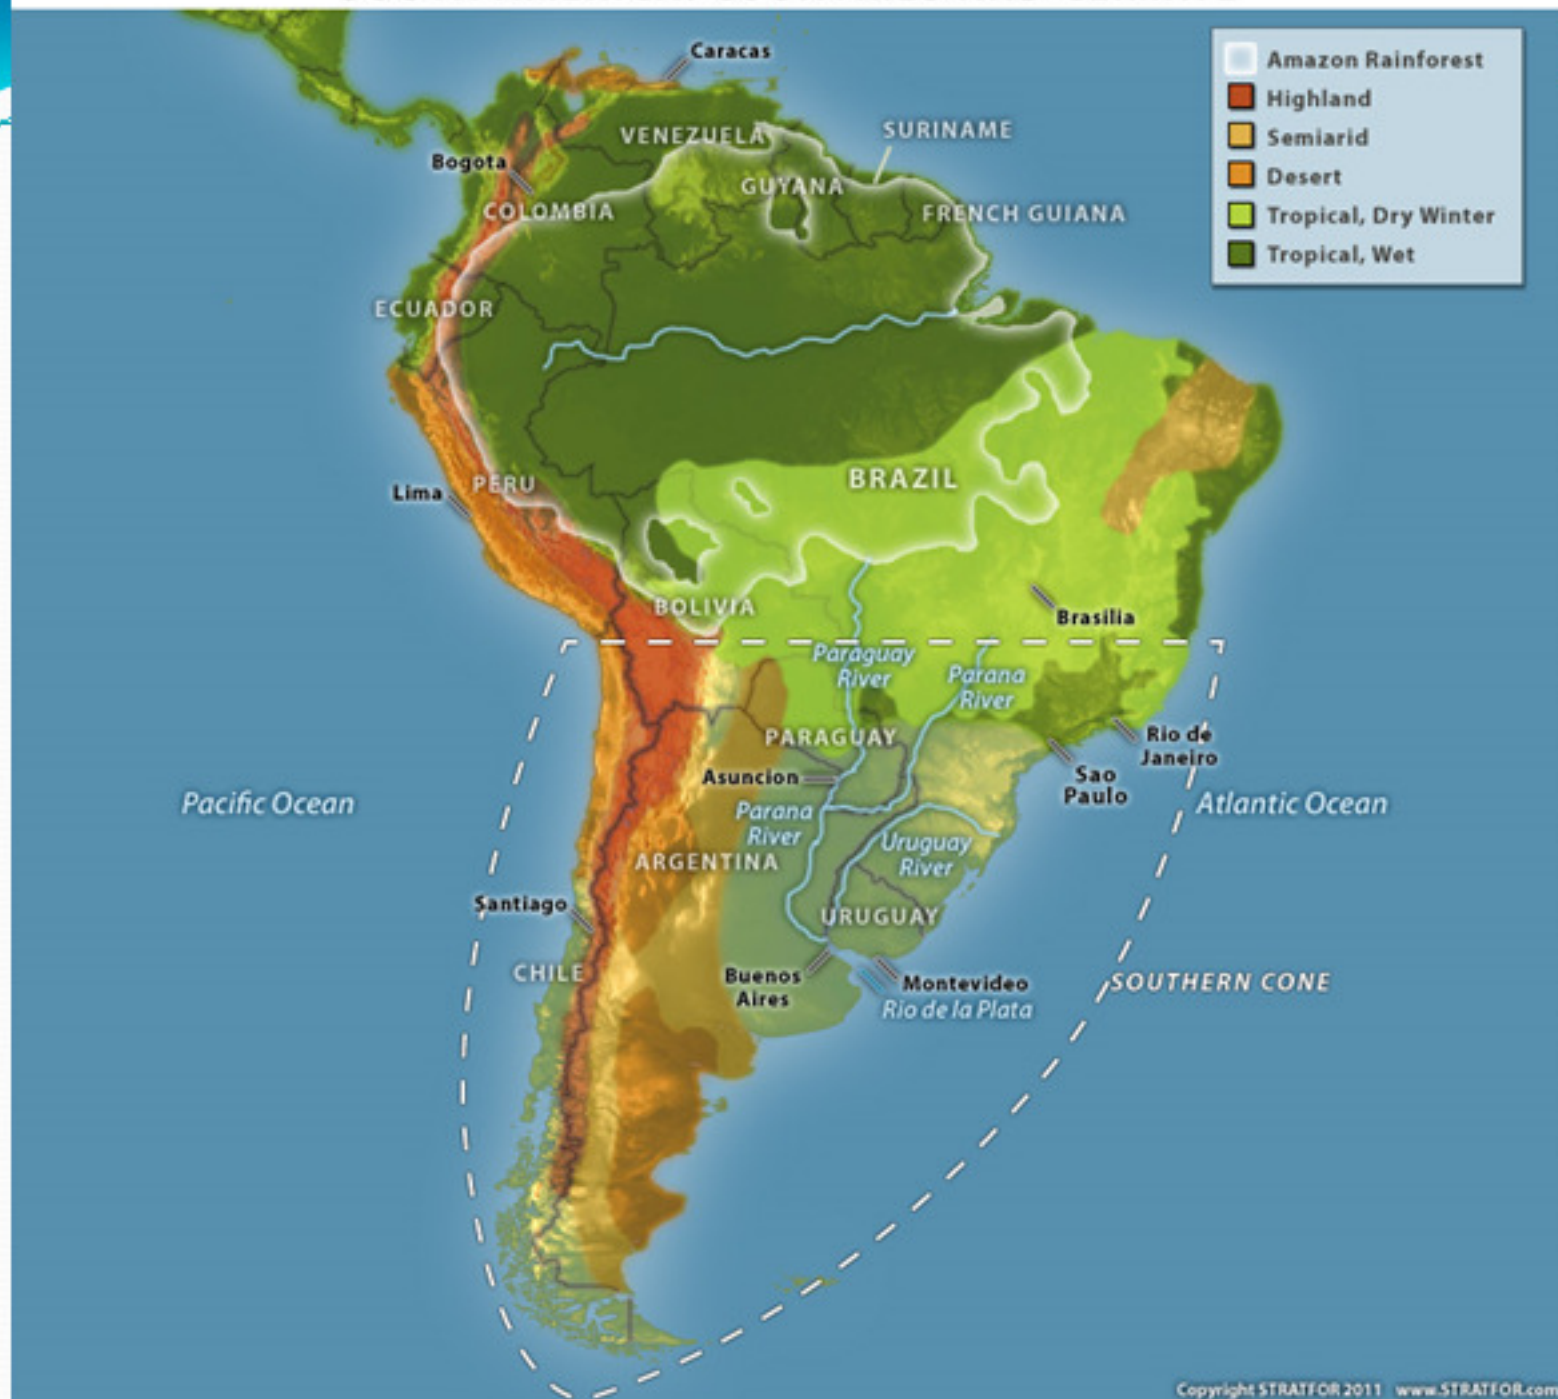 Caracas
Amazon Rainforest
Highland
Semiarid
Desert
Tropical, Dry Winter
Tropical, Wet
VENEZUELA
SURINAME
Bogota
GUYANA
COLOMBIA
FRENCH GUIANA
ECUADOR
BRAZIL
PERU
Lima
BOLIVIA
Brasilia
Paraguay
River
Parana
River
PARAGUAY
Rio de
Janeiro
Asuncion
Sao
Paulo
Pacific Ocean
Atlantic Ocean
Parana
River
Uruguay
River
ARGENTINA
Santiago
URUGUAY
CHILE
Buenos
Aires
Montevideo
Rio de la Plata
SOUTHERN CONE
Copyright STRATFOR 2011 www.STRATFOR.com